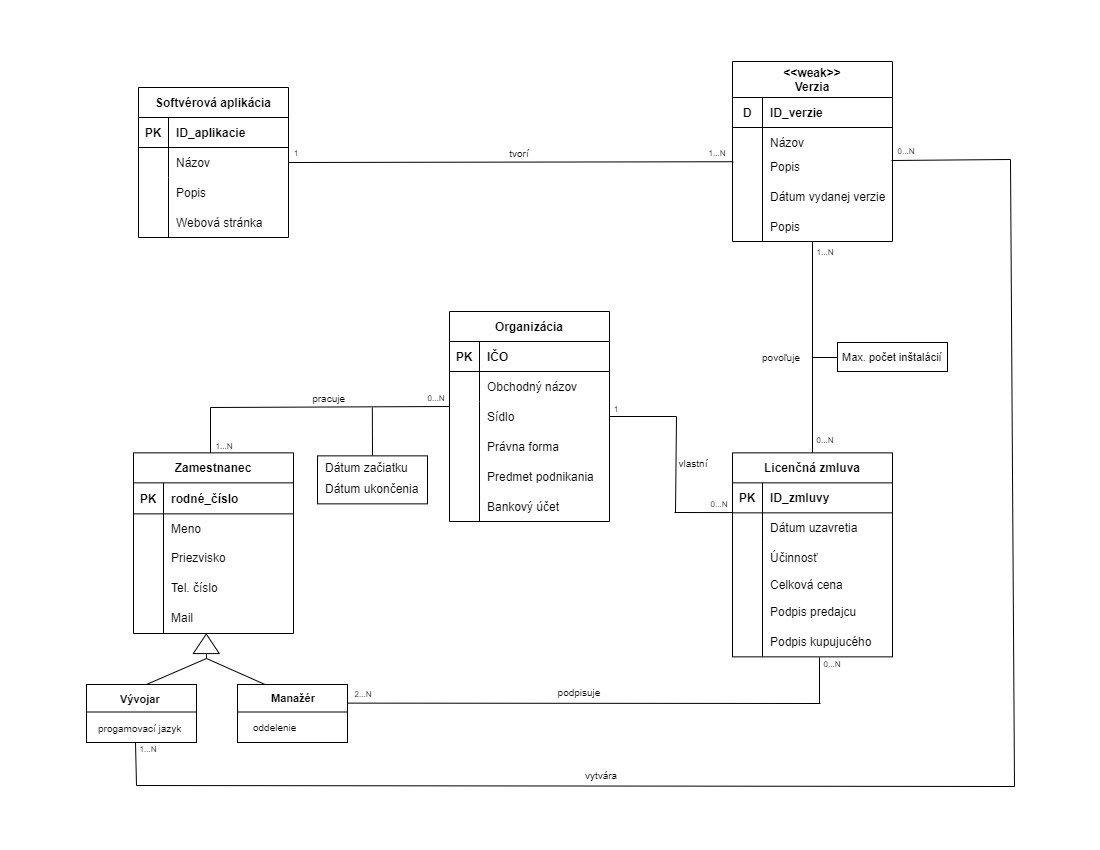 <<weak>>
Verzia
D ID_verzie
Názov
Popis
Dátum vydanej verzie
Popis
Softvérová aplikácia
PK ID_aplikacie
Názov
Popis
Webová stránka
1
tvorí
1...N
0...N
1...N
povoľuje
Max. počet inštalácií
0...N
Organizácia
PK IČO
Obchodný názov
Sídlo
Právna forma
Predmet podnikania
Bankový účet
pracuje
0...N
1...N
Dátum začiatku
Dátum ukončenia
1
vlastní
0...N
Zamestnanec
PK rodné_číslo
Meno
Priezvisko
Tel. číslo
Mail
Licenčná zmluva
PK ID_zmluvy
Dátum uzavretia
Účinnosť
Celková cena
Podpis predajcu
Podpis kupujucého
0...N
Vývojar
progamovací jazyk
Manažér
oddelenie
2...N
podpisuje
1...N
vytvára